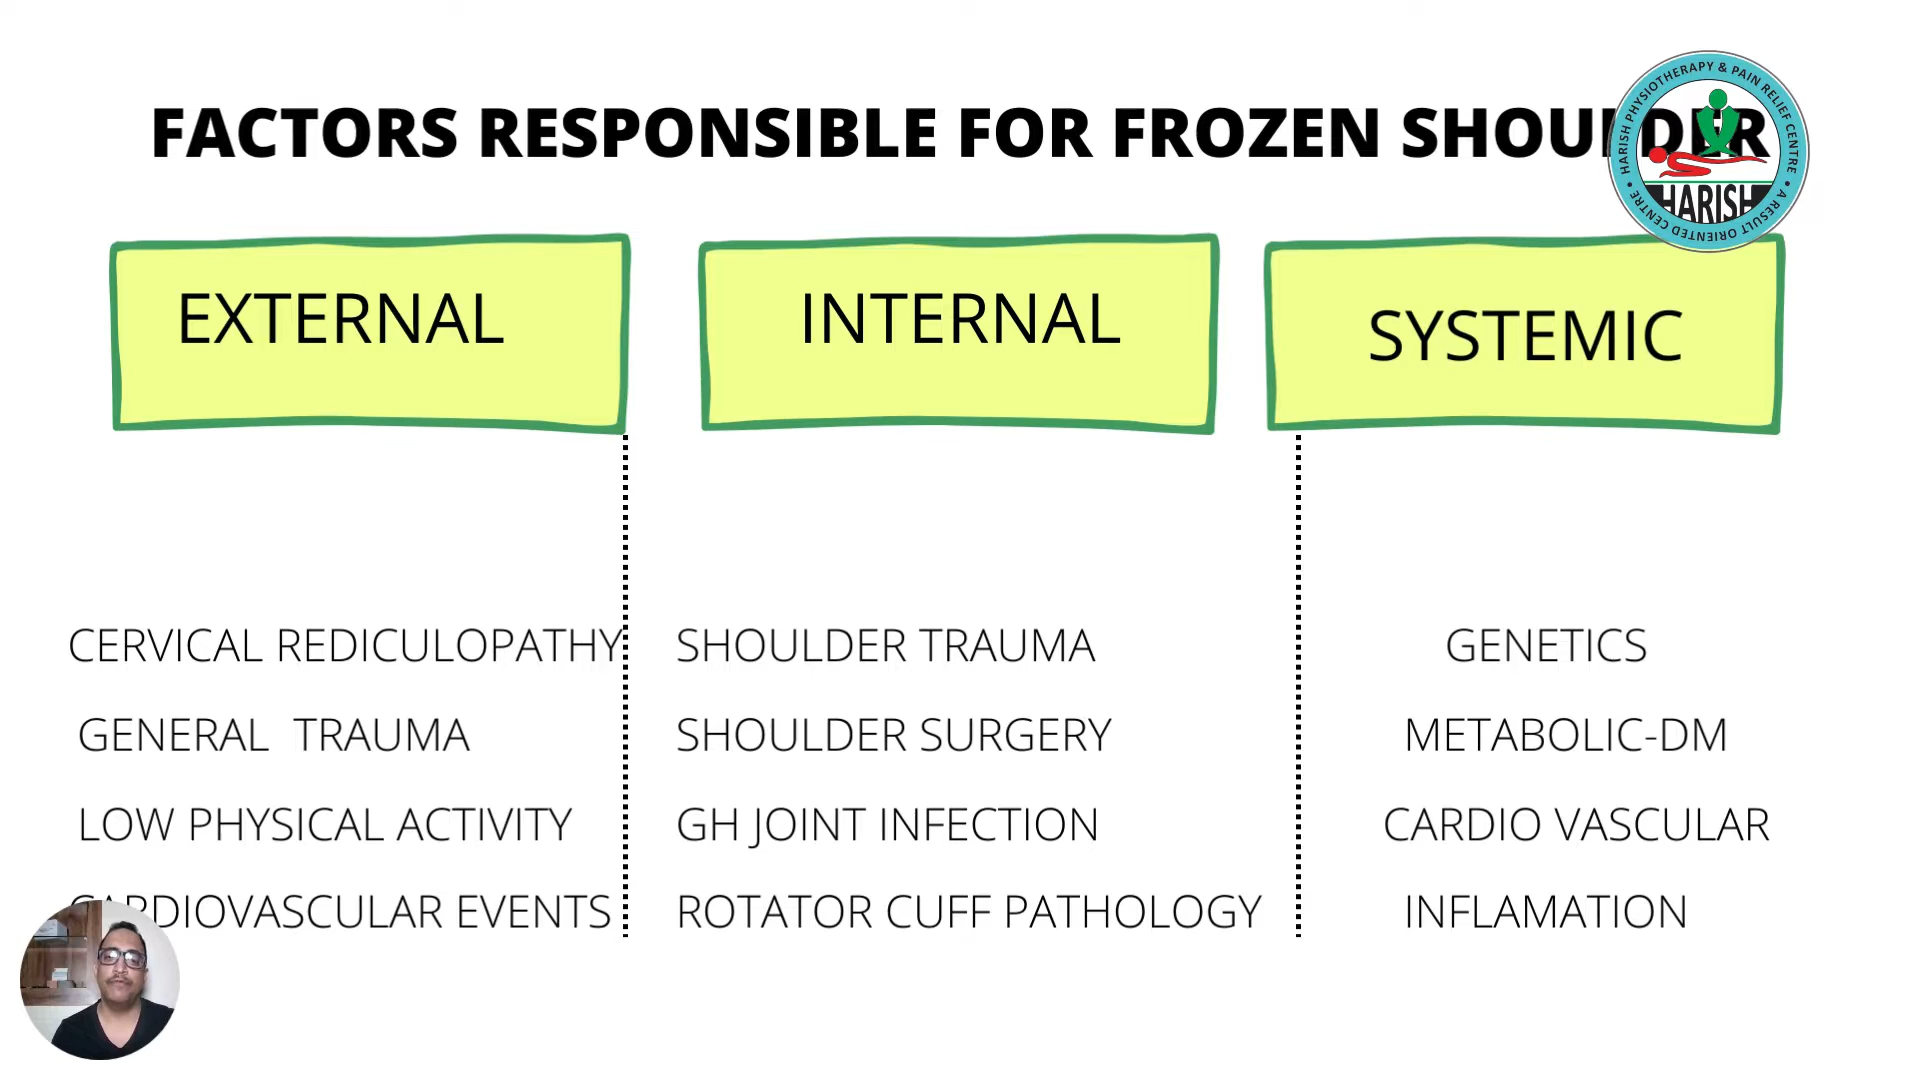 FACTORS RESPONSIBLE FOR FROZEN SHOULDER
HARISH PHYSIOTHERAPY & PAIN RELIEF CENTRE • A RESULT ORIENTED CENTRE •
HARISH
EXTERNAL
INTERNAL
SYSTEMIC
CERVICAL REDICULOPATHY
GENERAL TRAUMA
LOW PHYSICAL ACTIVITY
CARDIOVASCULAR EVENTS
SHOULDER TRAUMA
SHOULDER SURGERY
GH JOINT INFECTION
ROTATOR CUFF PATHOLOGY
GENETICS
METABOLIC-DM
CARDIO VASCULAR
INFLAMATION